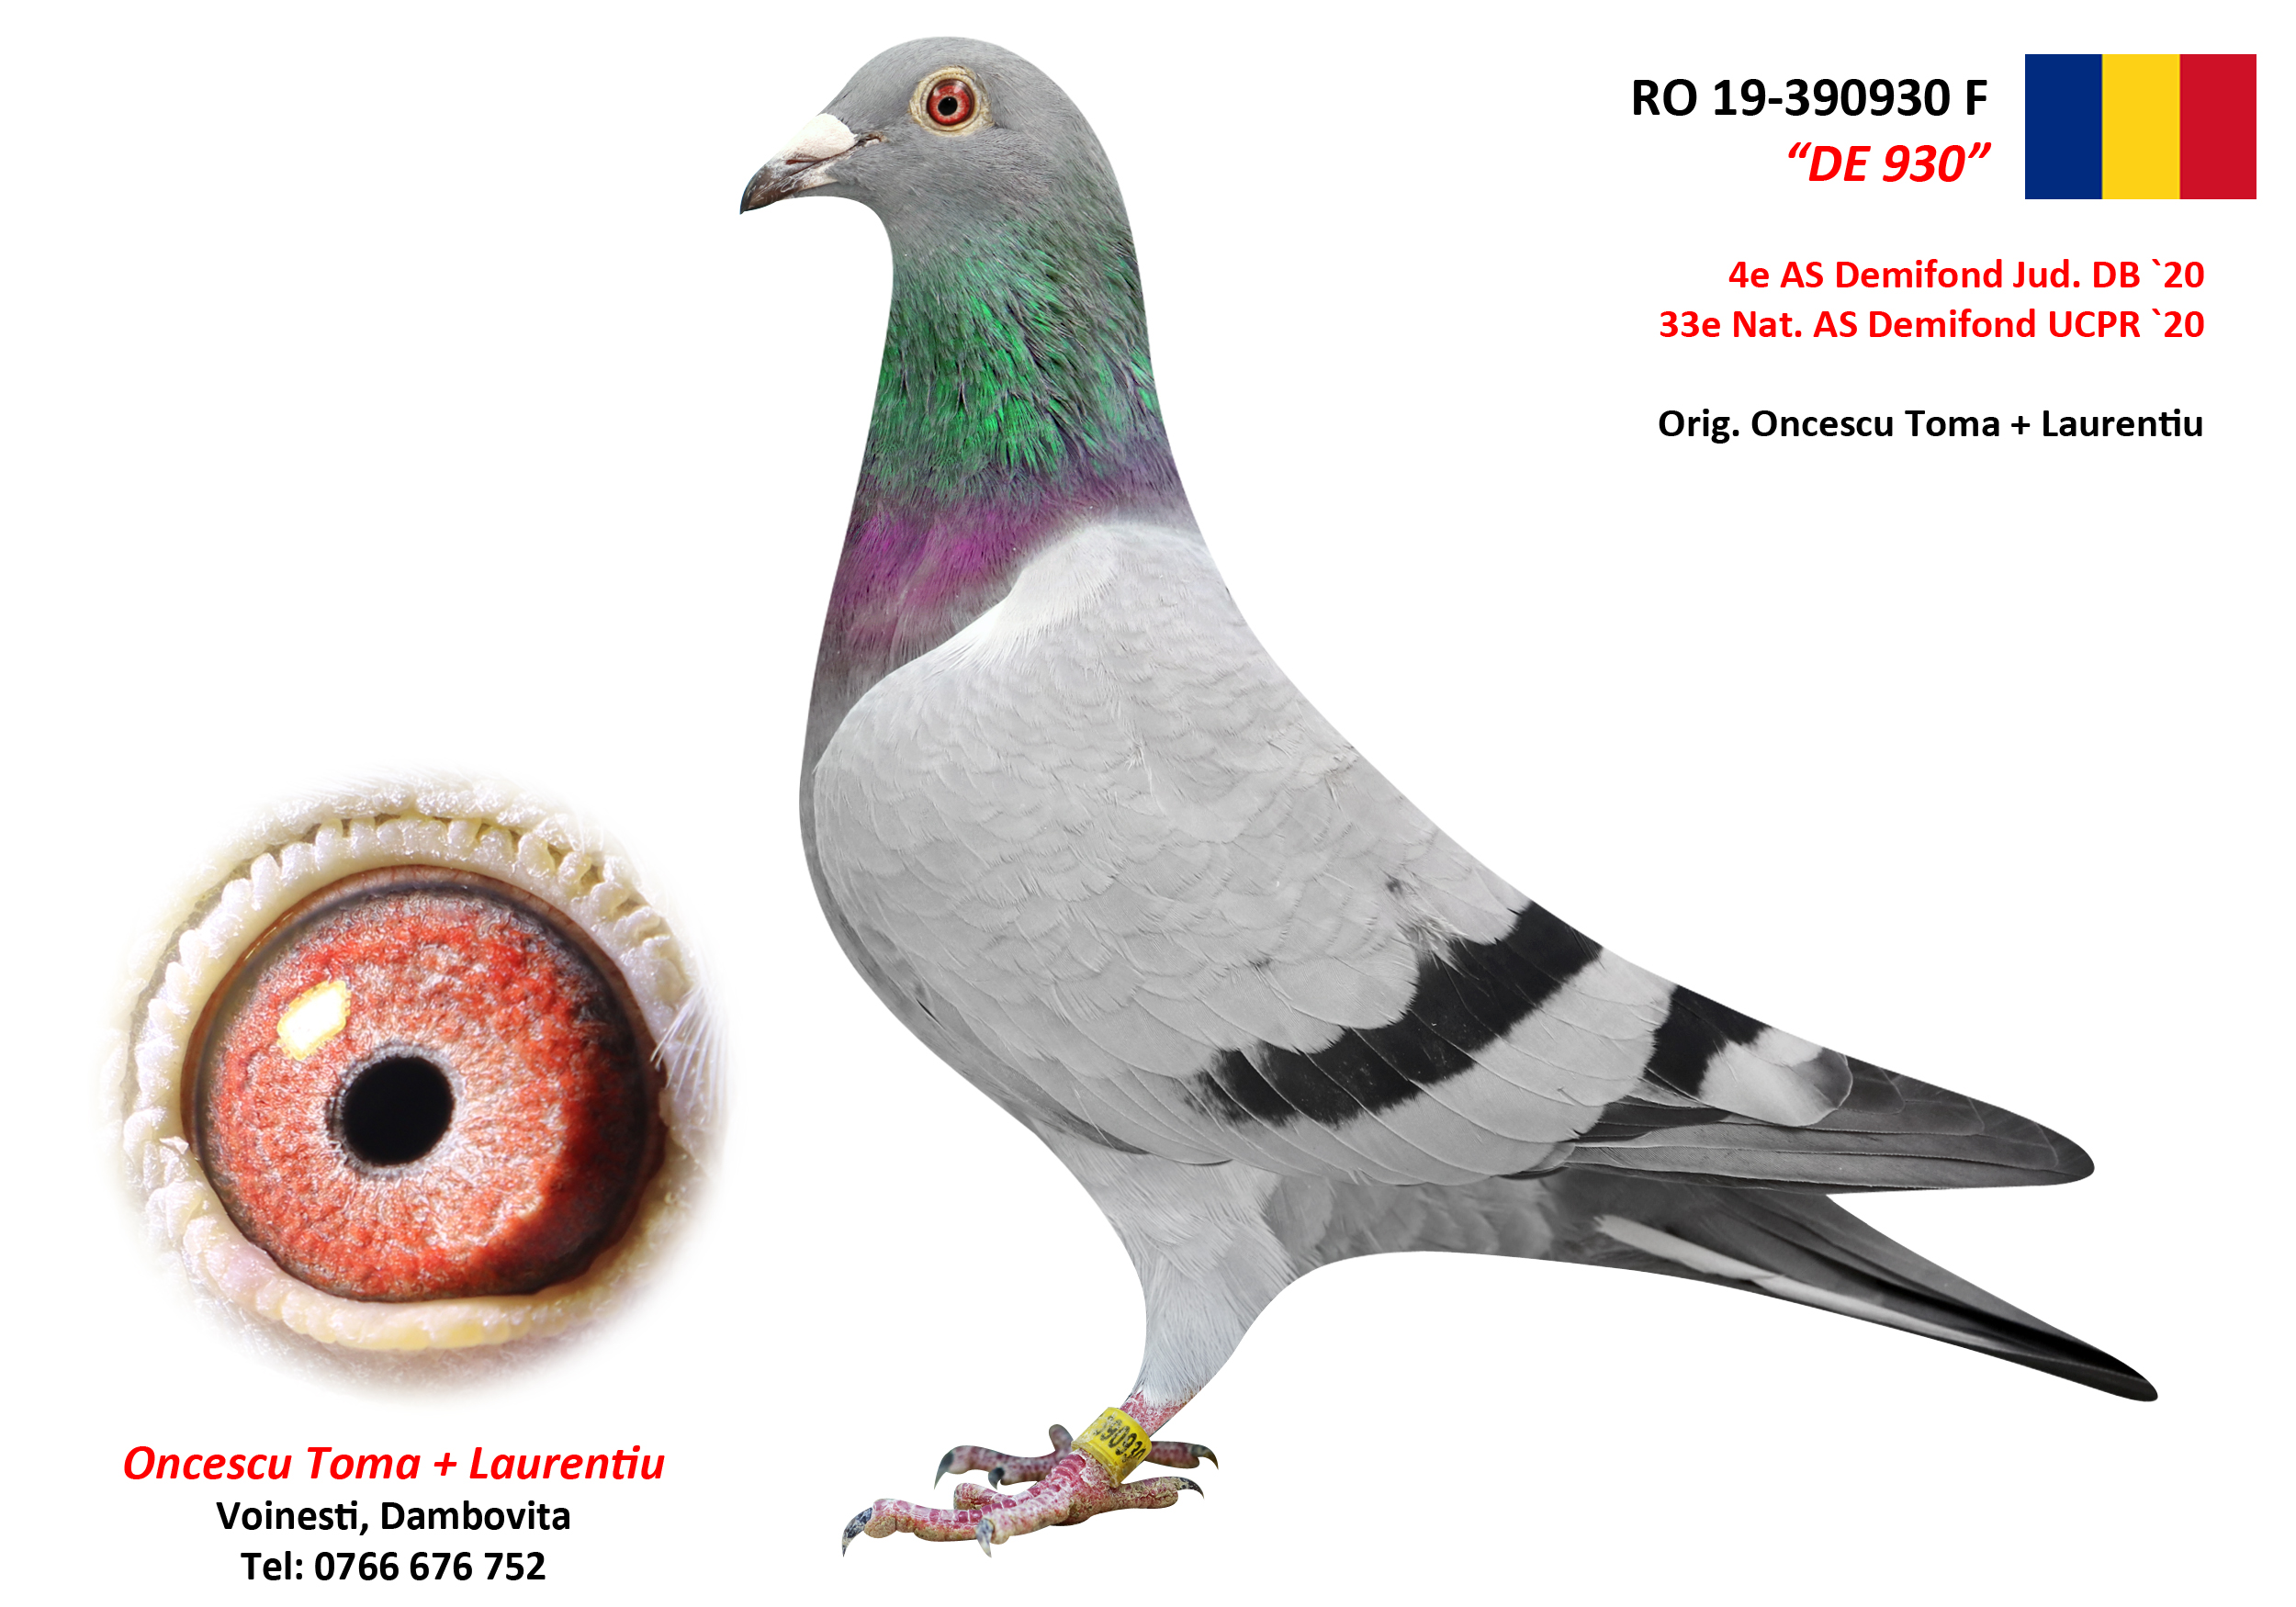 RO 19-390930 F
“DE 930”
4e AS Demifond Jud. DB `20
33e Nat. AS Demifond UCPR `20
Orig. Oncescu Toma + Laurentiu
390930
Oncescu Toma + Laurentiu
Voinesti, Dambovita
Tel: 0766 676 752